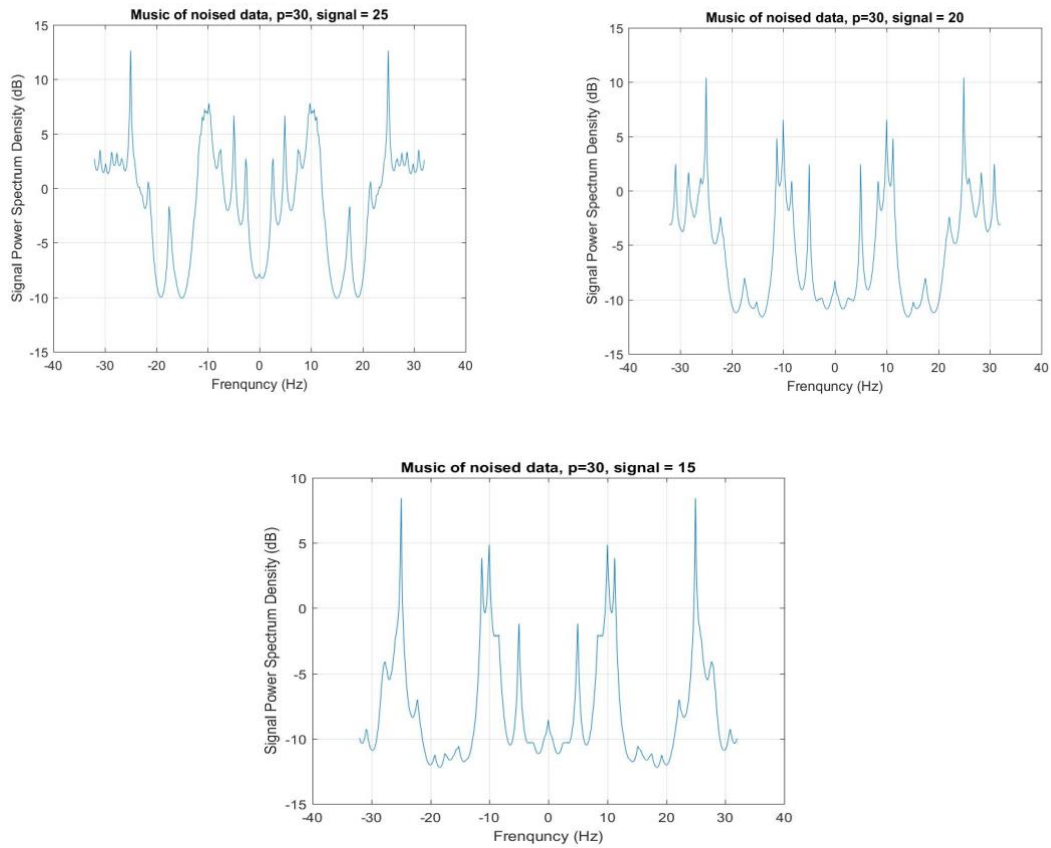 Music of noised data, p=30, signal = 25
Signal Power Spectrum Density (dB)
15
10
5
0
-5
-10
-15
-40 -30 -20 -10 0 10 20 30 40
Frenquncy (Hz)
Music of noised data, p=30, signal = 20
Signal Power Spectrum Density (dB)
15
10
5
0
-5
-10
-15
-40 -30 -20 -10 0 10 20 30 40
Frenquncy (Hz)
Music of noised data, p=30, signal = 15
Signal Power Spectrum Density (dB)
10
5
0
-5
-10
-15
-40 -30 -20 -10 0 10 20 30 40
Frenquncy (Hz)